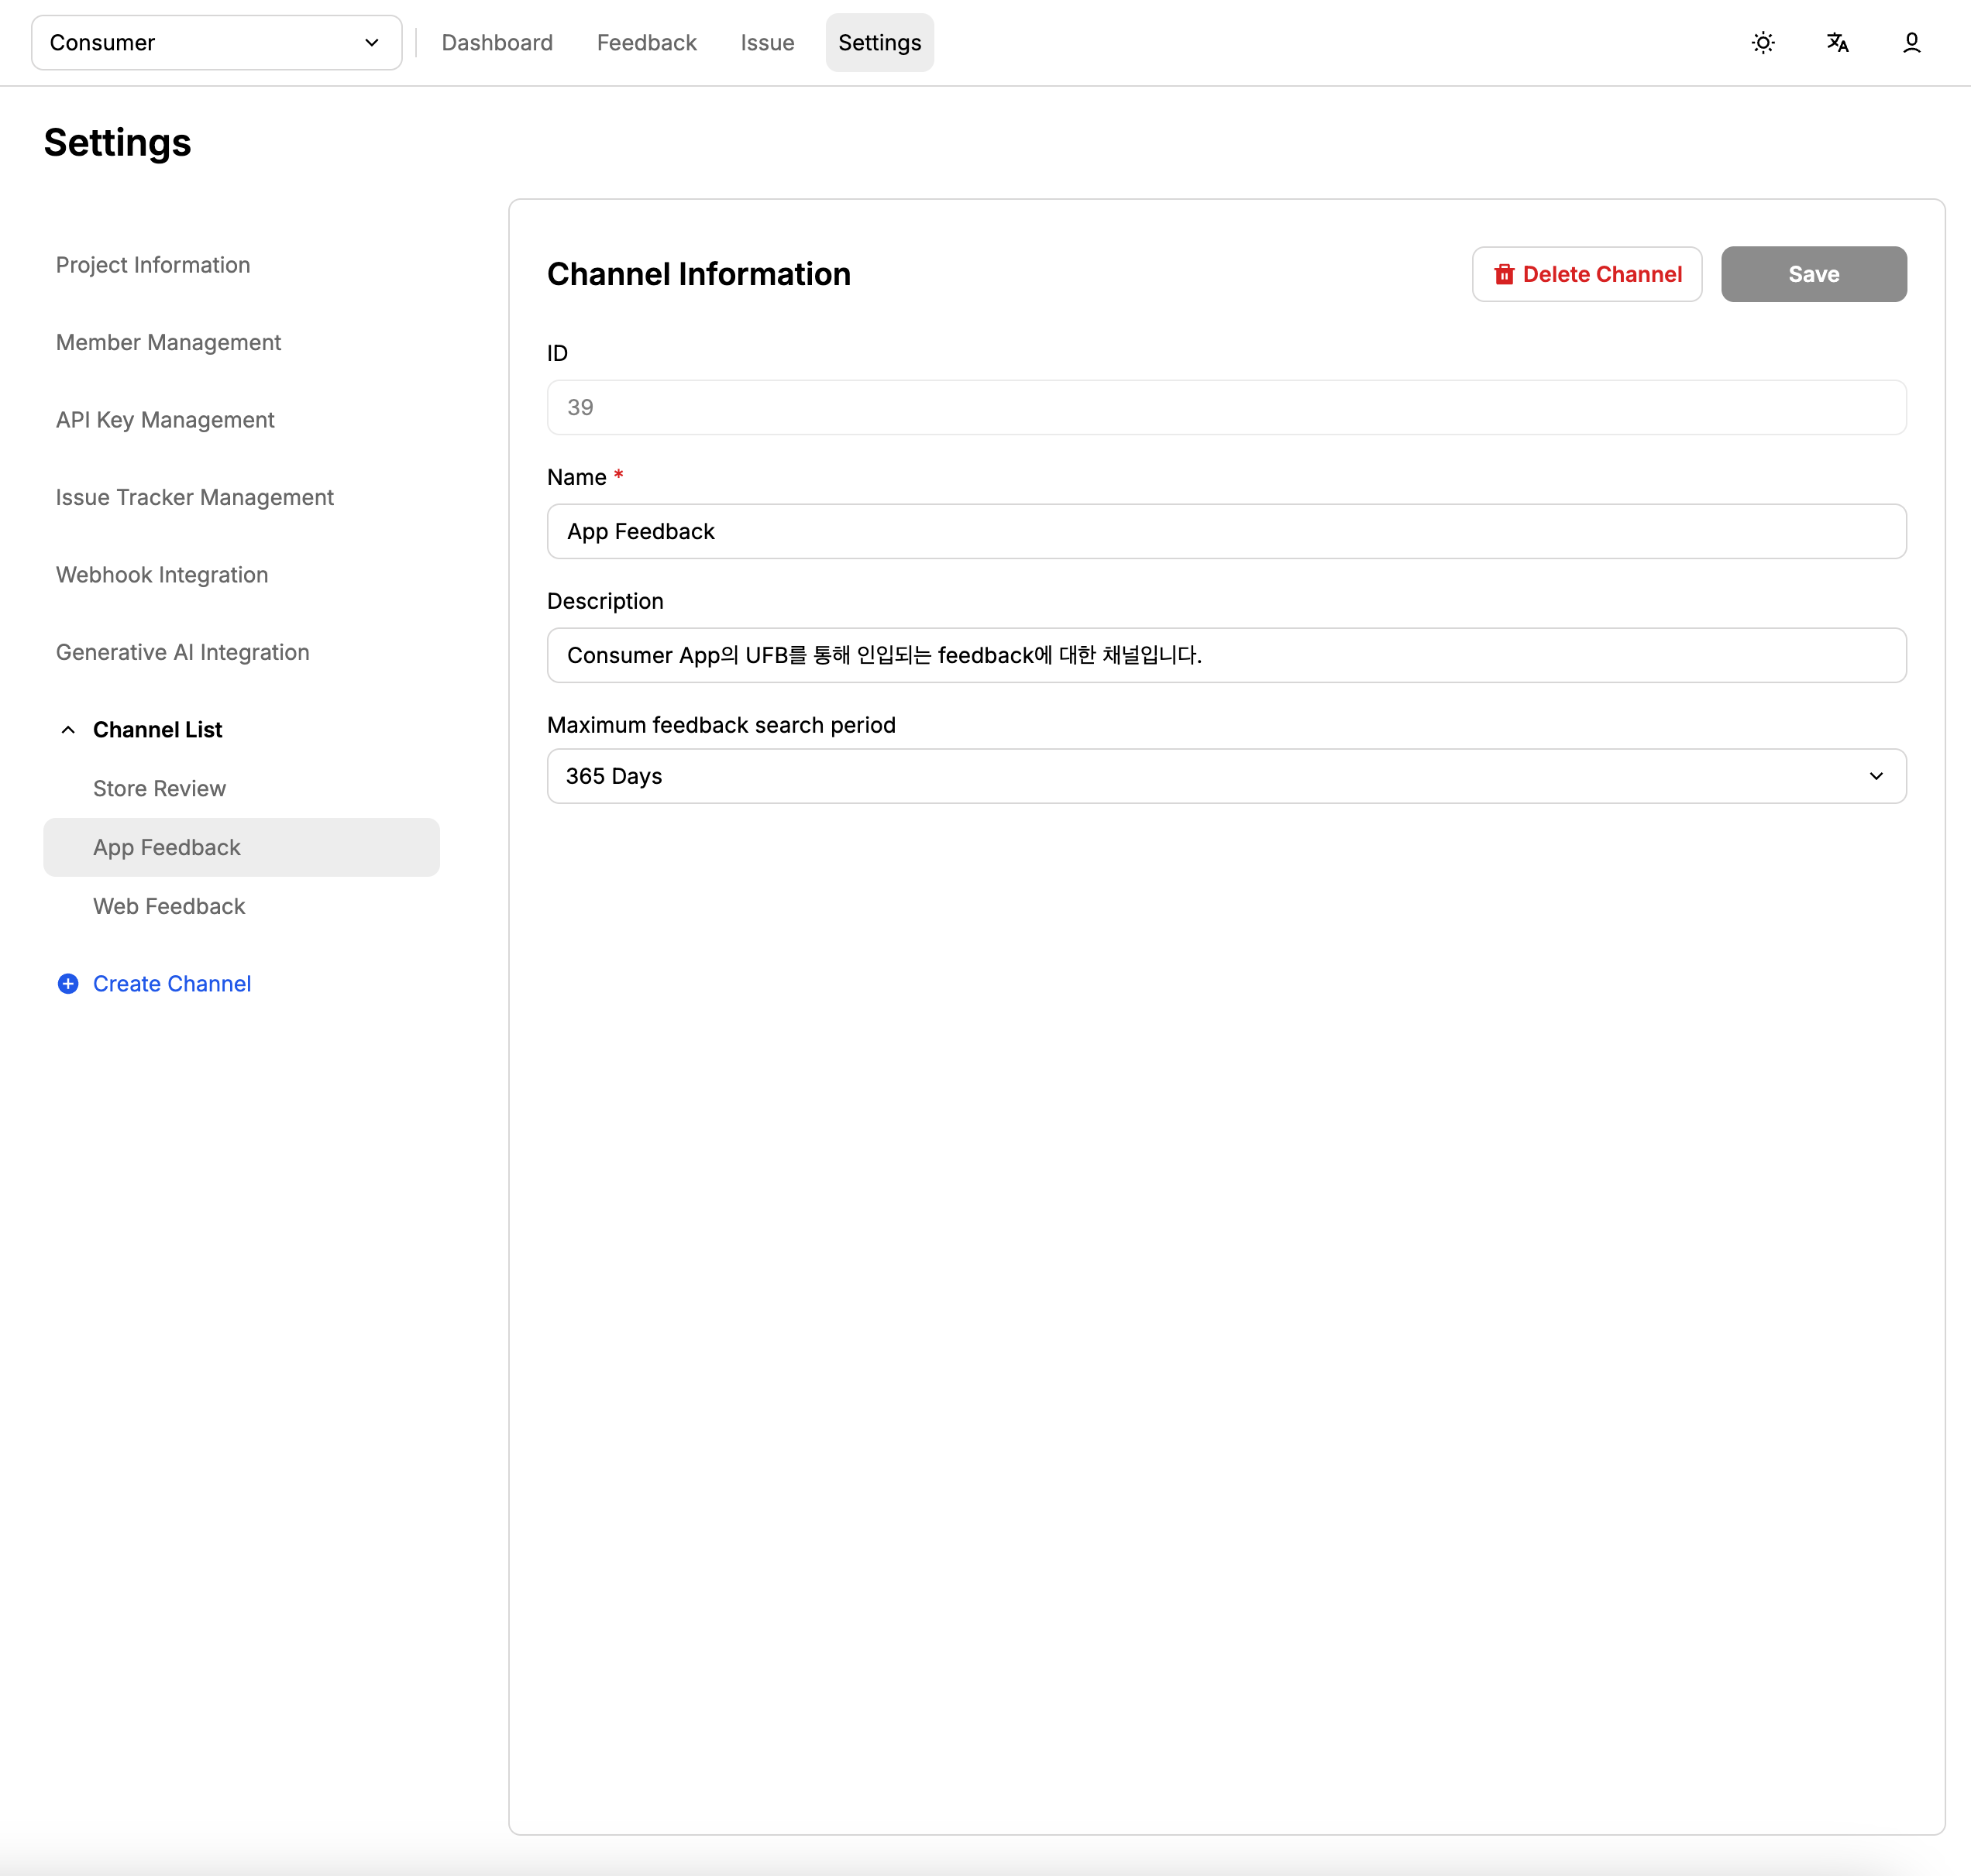 Consumer
Dashboard
Feedback
Issue
Settings
Settings
Project Information
Member Management
API Key Management
Issue Tracker Management
Webhook Integration
Generative AI Integration
Channel List
Store Review
App Feedback
Web Feedback
Create Channel
Channel Information
Delete Channel
Save
ID
39
Name *
App Feedback
Description
Consumer App의 UFB를 통해 인입되는 feedback에 대한 채널입니다.
Maximum feedback search period
365 Days